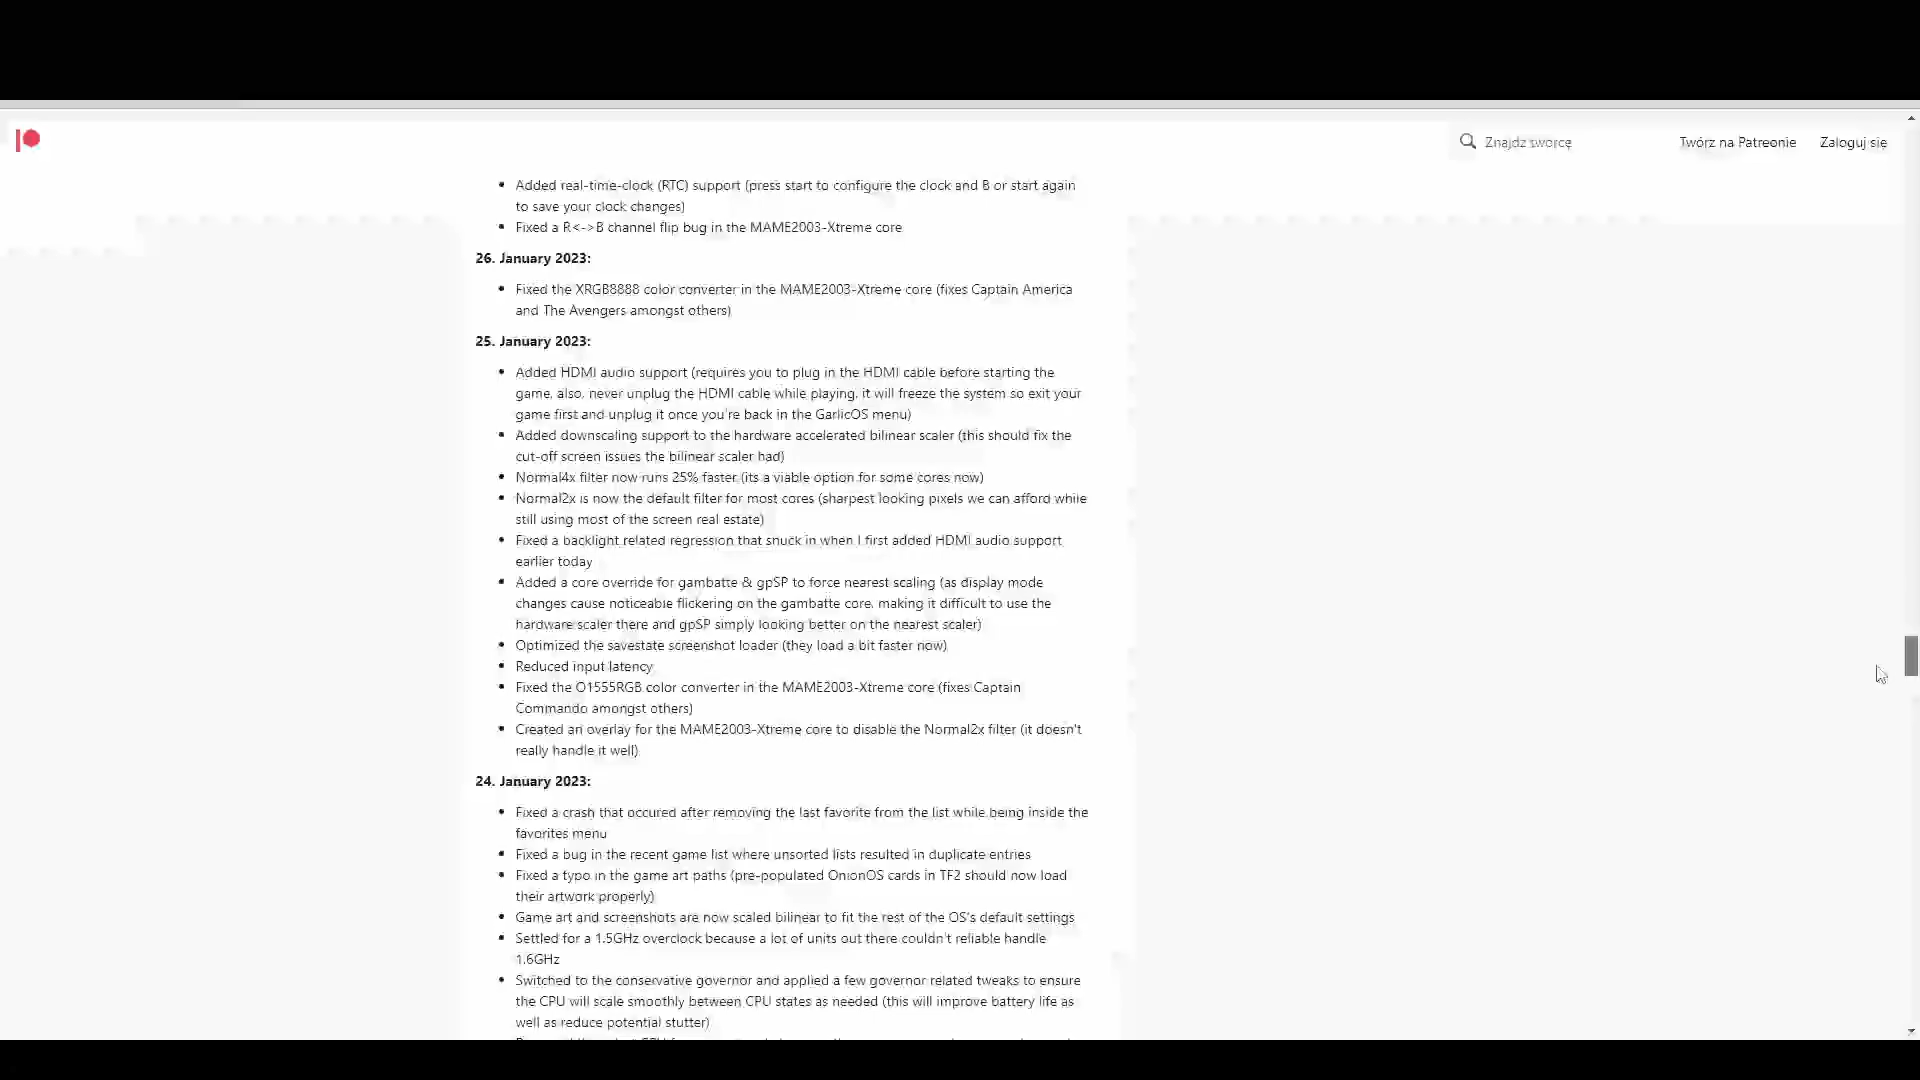 Znajdź twórcę
Twórz na Patreonie
Zaloguj się
Added real-time-clock (RTC) support (press start to configure the clock and B or start again
to save your clock changes)
Fixed a R<->B channel flip bug in the MAME2003-Xtreme core
26. January 2023:
Fixed the XRGB8888 color converter in the MAME2003-Xtreme core (fixes Captain America
and The Avengers amongst others)
25. January 2023:
Added HDMI audio support (requires you to plug in the HDMI cable before starting the
game, also, never unplug the HDMI cable while playing, it will freeze the system so exit your
game first and unplug it once you're back in the GarlicOS menu)
Added downscaling support to the hardware accelerated bilinear scaler (this should fix the
cut-off screen issues the bilinear scaler had)
Normal4x filter now runs 25% faster (its a viable option for some cores now)
Normal2x is now the default filter for most cores (sharpest looking pixels we can afford while
still using most of the screen real estate)
Fixed a backlight related regression that snuck in when I first added HDMI audio support
earlier today
Added a core override for gambatte & gpSP to force nearest scaling (as display mode
changes cause noticeable flickering on the gambatte core, making it difficult to use the
hardware scaler there and gpSP simply looking better on the nearest scaler)
Optimized the savestate screenshot loader (they load a bit faster now)
Reduced input latency
Fixed the O1555RGB color converter in the MAME2003-Xtreme core (fixes Captain
Commando amongst others)
Created an overlay for the MAME2003-Xtreme core to disable the Normal2x filter (it doesn't
really handle it well)
24. January 2023:
Fixed a crash that occured after removing the last favorite from the list while being inside the
favorites menu
Fixed a bug in the recent game list where unsorted lists resulted in duplicate entries
Fixed a typo in the game art paths (pre-populated OnionOS cards in TF2 should now load
their artwork properly)
Game art and screenshots are now scaled bilinear to fit the rest of the OS's default settings
Settled for a 1.5GHz overclock because a lot of units out there couldn't reliable handle
1.6GHz
Switched to the conservative governor and applied a few governor related tweaks to ensure
the CPU will scale smoothly between CPU states as needed (this will improve battery life as
well as reduce potential stutter)